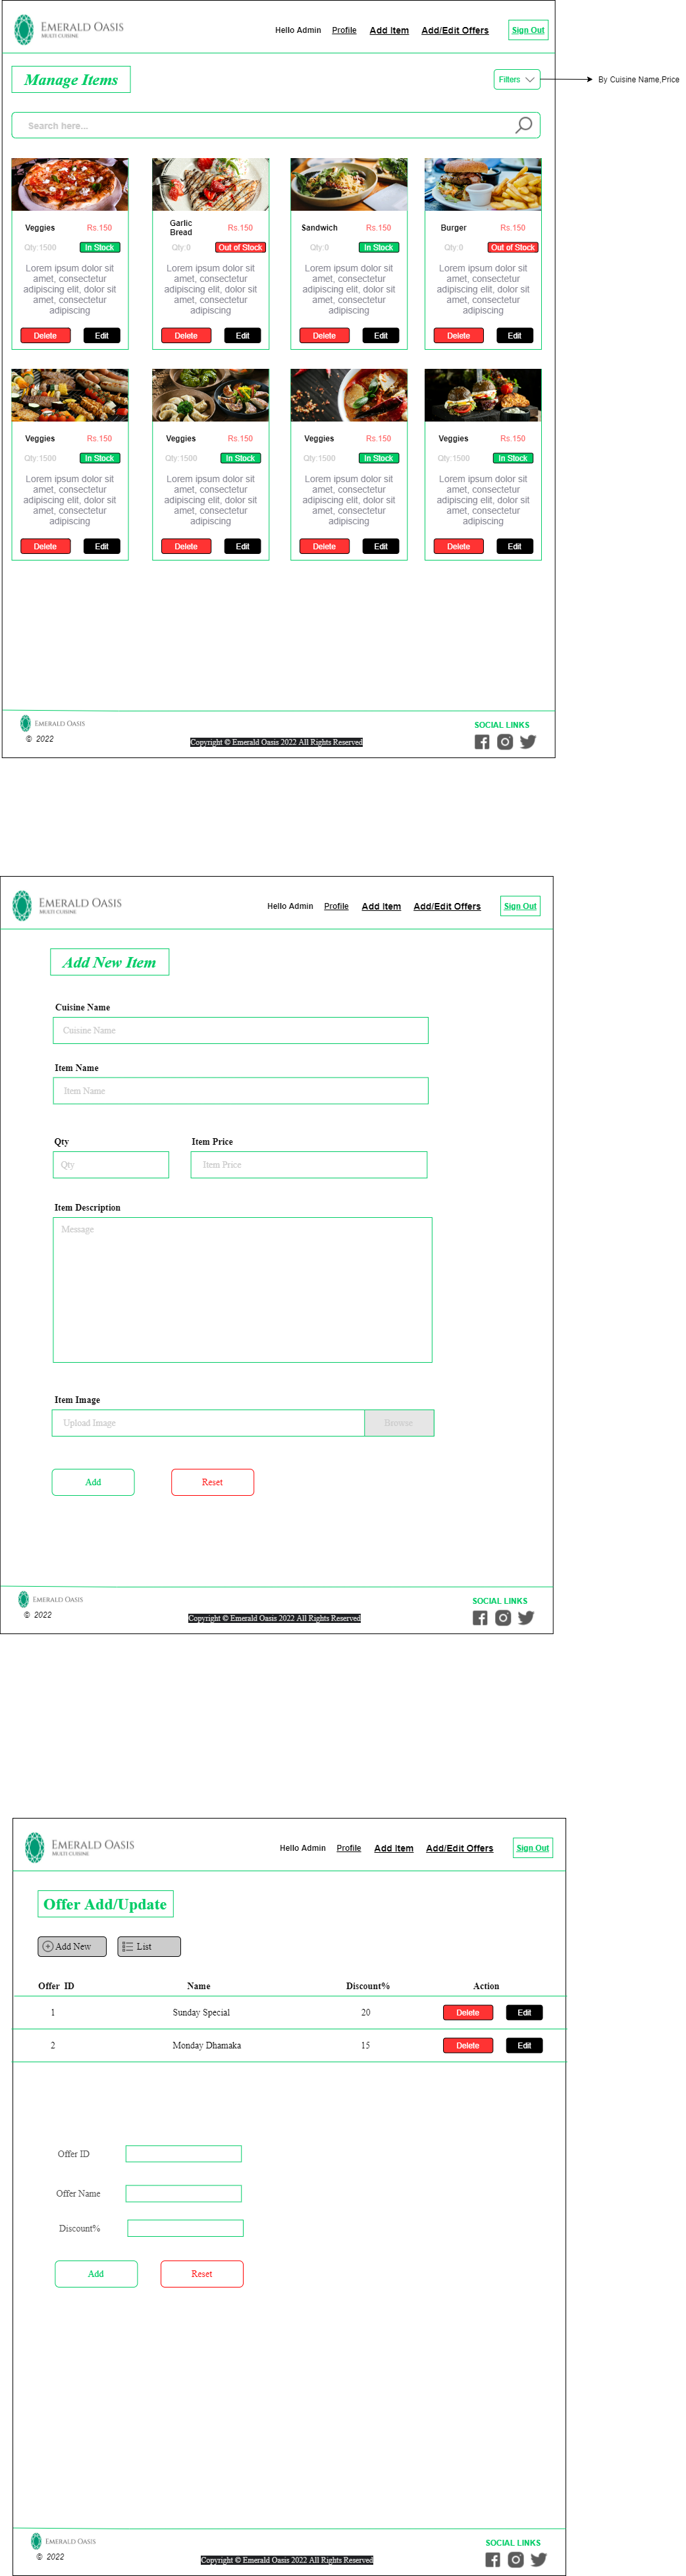 EMERALD OASIS
MULTI CUISINE
Hello Admin Profile Add Item Add/Edit Offers Sign Out
Manage Items
Filters
By Cuisine Name,Price
Search here...
Veggies Rs.150
Qty:1500 In Stock
Lorem ipsum dolor sit
amet, consectetur
adipiscing elit, dolor sit
amet, consectetur
adipiscing
Delete Edit
Garlic
Bread
Rs.150
Qty:0 Out of Stock
Lorem ipsum dolor sit
amet, consectetur
adipiscing elit, dolor sit
amet, consectetur
adipiscing
Delete Edit
Sandwich Rs.150
Qty:0 In Stock
Lorem ipsum dolor sit
amet, consectetur
adipiscing elit, dolor sit
amet, consectetur
adipiscing
Delete Edit
Burger Rs.150
Qty:0 Out of Stock
Lorem ipsum dolor sit
amet, consectetur
adipiscing elit, dolor sit
amet, consectetur
adipiscing
Delete Edit
Veggies Rs.150
Qty:1500 In Stock
Lorem ipsum dolor sit
amet, consectetur
adipiscing elit, dolor sit
amet, consectetur
adipiscing
Delete Edit
Veggies Rs.150
Qty:1500 In Stock
Lorem ipsum dolor sit
amet, consectetur
adipiscing elit, dolor sit
amet, consectetur
adipiscing
Delete Edit
Veggies Rs.150
Qty:1500 In Stock
Lorem ipsum dolor sit
amet, consectetur
adipiscing elit, dolor sit
amet, consectetur
adipiscing
Delete Edit
Veggies Rs.150
Qty:1500 In Stock
Lorem ipsum dolor sit
amet, consectetur
adipiscing elit, dolor sit
amet, consectetur
adipiscing
Delete Edit
EMERALD OASIS
© 2022
Copyright © Emerald Oasis 2022 All Rights Reserved
SOCIAL LINKS
EMERALD OASIS
MULTI CUISINE
Hello Admin Profile Add Item Add/Edit Offers Sign Out
Add New Item
Cuisine Name
Cuisine Name
Item Name
Item Name
Qty Item Price
Qty Item Price
Item Description
Message
Item Image
Upload Image Browse
Add Reset
EMERALD OASIS
© 2022
Copyright © Emerald Oasis 2022 All Rights Reserved
SOCIAL LINKS
EMERALD OASIS
MULTI CUISINE
Hello Admin Profile Add Item Add/Edit Offers Sign Out
Offer Add/Update
Add New List
Offer ID Name Discount% Action
1 Sunday Special 20 Delete Edit
2 Monday Dhamaka 15 Delete Edit
Offer ID
Offer Name
Discount%
Add Reset
EMERALD OASIS
© 2022
Copyright © Emerald Oasis 2022 All Rights Reserved
SOCIAL LINKS